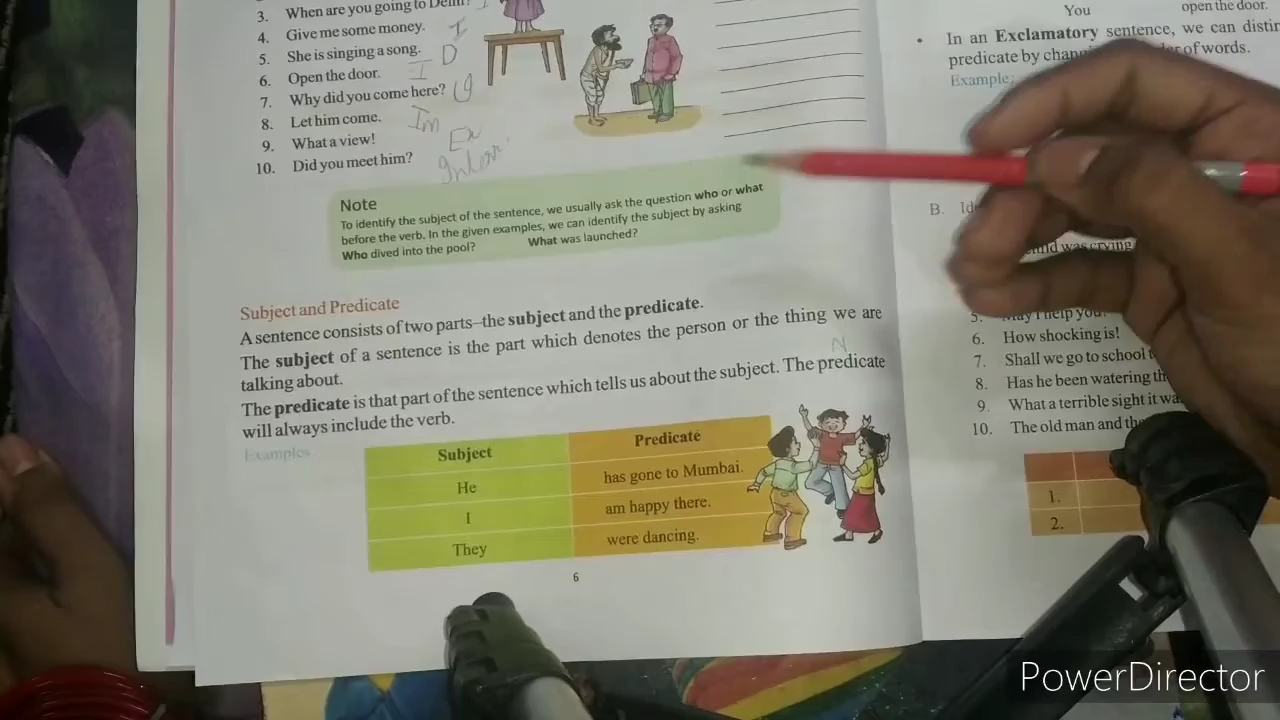 3. When are you going to Delhi?
4. Give me some money. I
5. She is singing a song. D
6. Open the door. I
7. Why did you come here?
8. Let him come. Im
9. What a view! Ex
10. Did you meet him?
Note
To identify the subject of the sentence, we usually ask the question who or what
before the verb. In the given examples, we can identify the subject by asking
Who dived into the pool? What was launched?
Subject and Predicate
A sentence consists of two parts–the subject and the predicate.
The subject of a sentence is the part which denotes the person or the thing we are
talking about.
N
The predicate is that part of the sentence which tells us about the subject. The predicate
will always include the verb.
Examples
Subject Predicate
He has gone to Mumbai.
I am happy there.
They were dancing.
6
You open the door.
• In an Exclamatory sentence, we can
predicate by of words.
Example:
B.
and was crying
5. May I help you?
6. How shocking is!
7. Shall we go to school
8. Has he been watering
9. What a terrible sight it
10. The old man and
1.
2.
PowerDirector